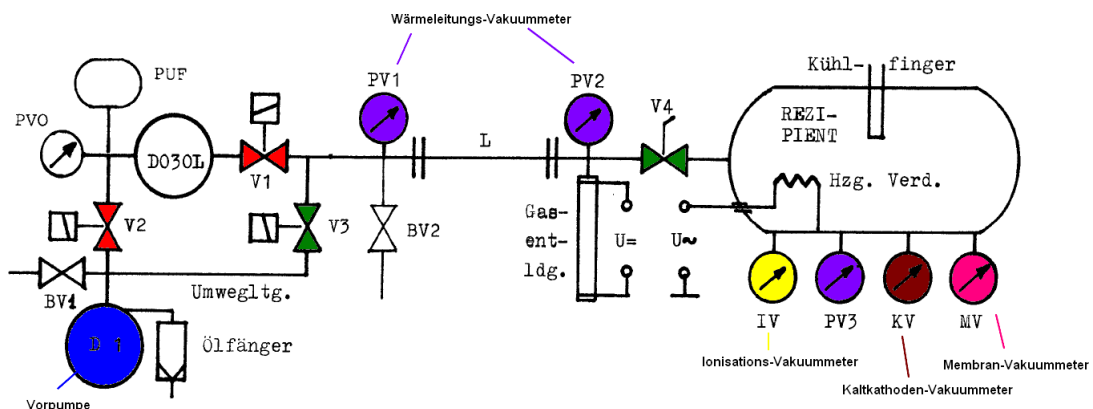 Wärmeleitungs-Vakuummeter
PUF
PVO
DO30L
V1
V2
V3
PV1
L
PV2
V4
BV2
Kühl-finger
REZI-
PIENT
Hzg. Verd.
Gas-
ent-
ldg.
U=
U~
BV1
Umwegltg.
D 1
Ölfänger
Vorpumpe
IV
PV3
KV
MV
Ionisations-Vakuummeter
Membran-Vakuummeter
Kaltkathoden-Vakuummeter